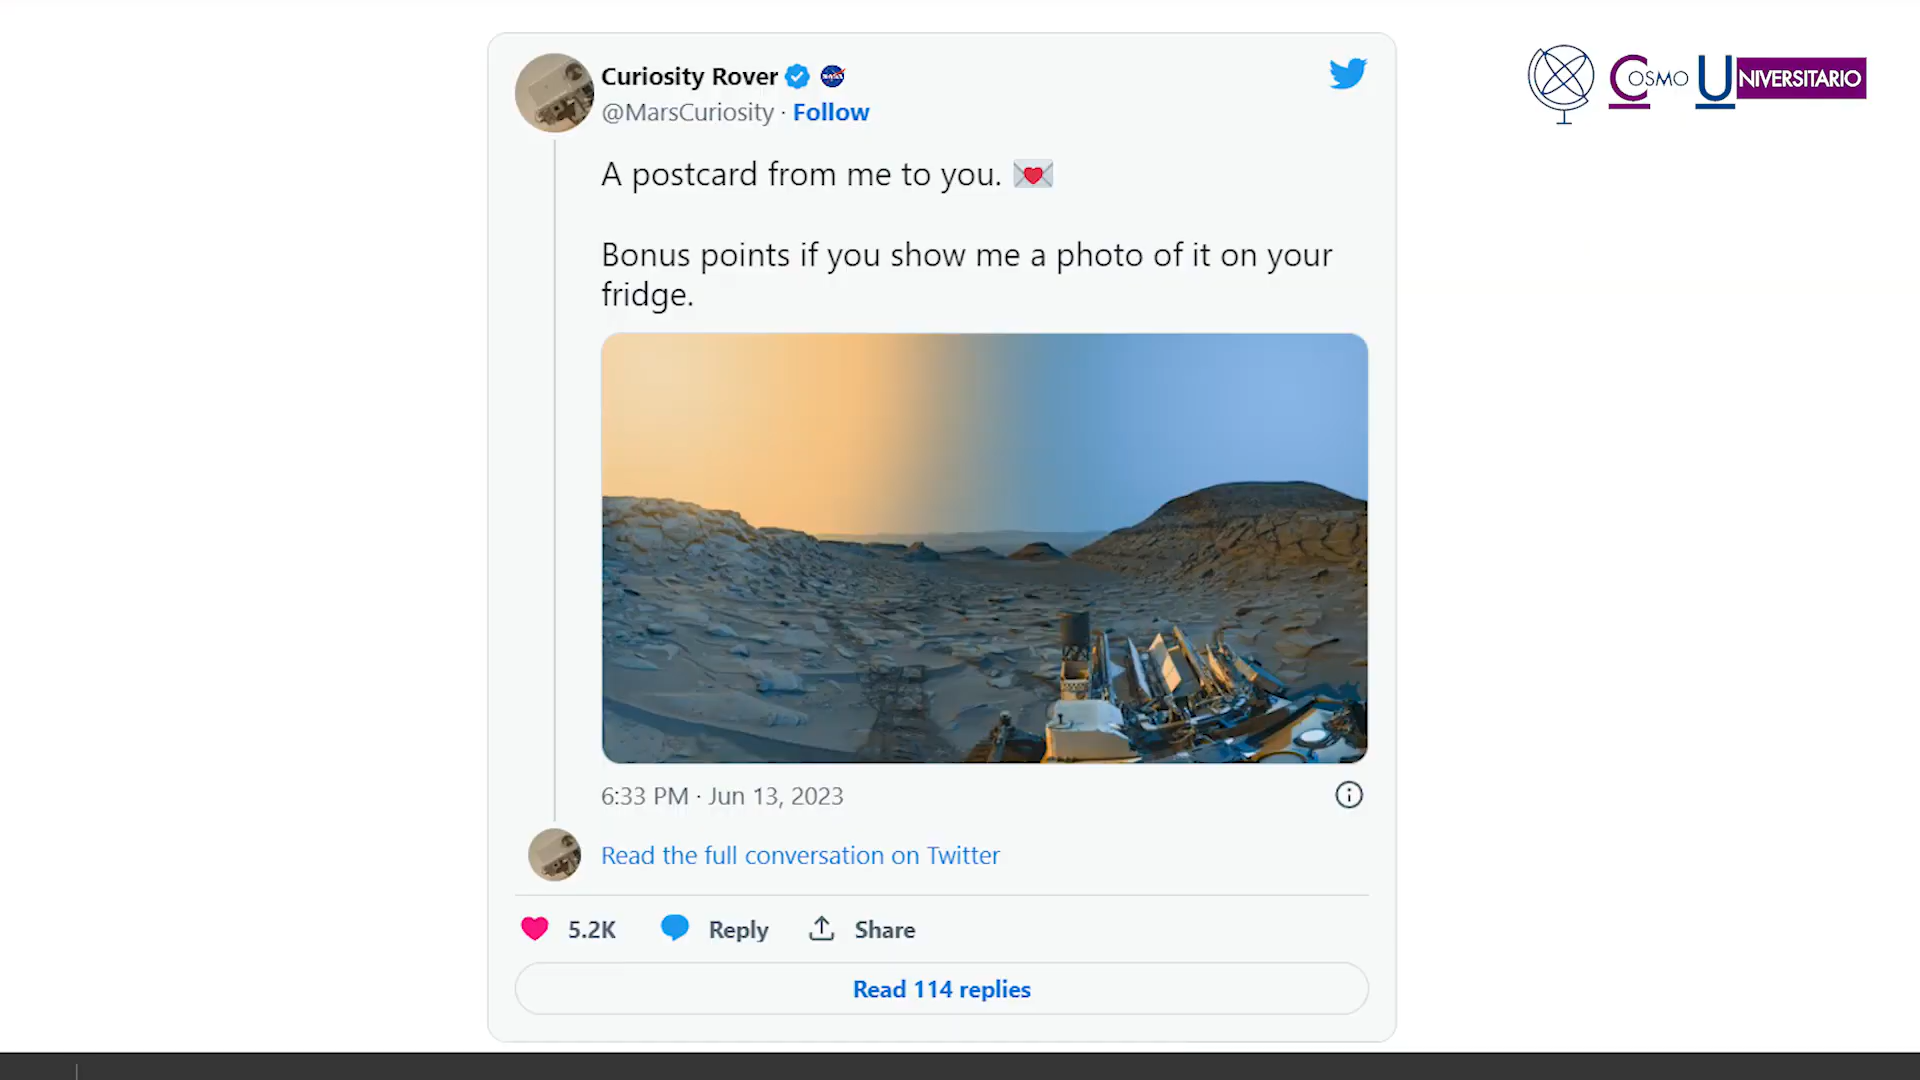 Curiosity Rover
@MarsCuriosity · Follow
COSMO UNIVERSITARIO
A postcard from me to you. 💌
Bonus points if you show me a photo of it on your
fridge.
6:33 PM · Jun 13, 2023
Read the full conversation on Twitter
5.2K Reply Share
Read 114 replies